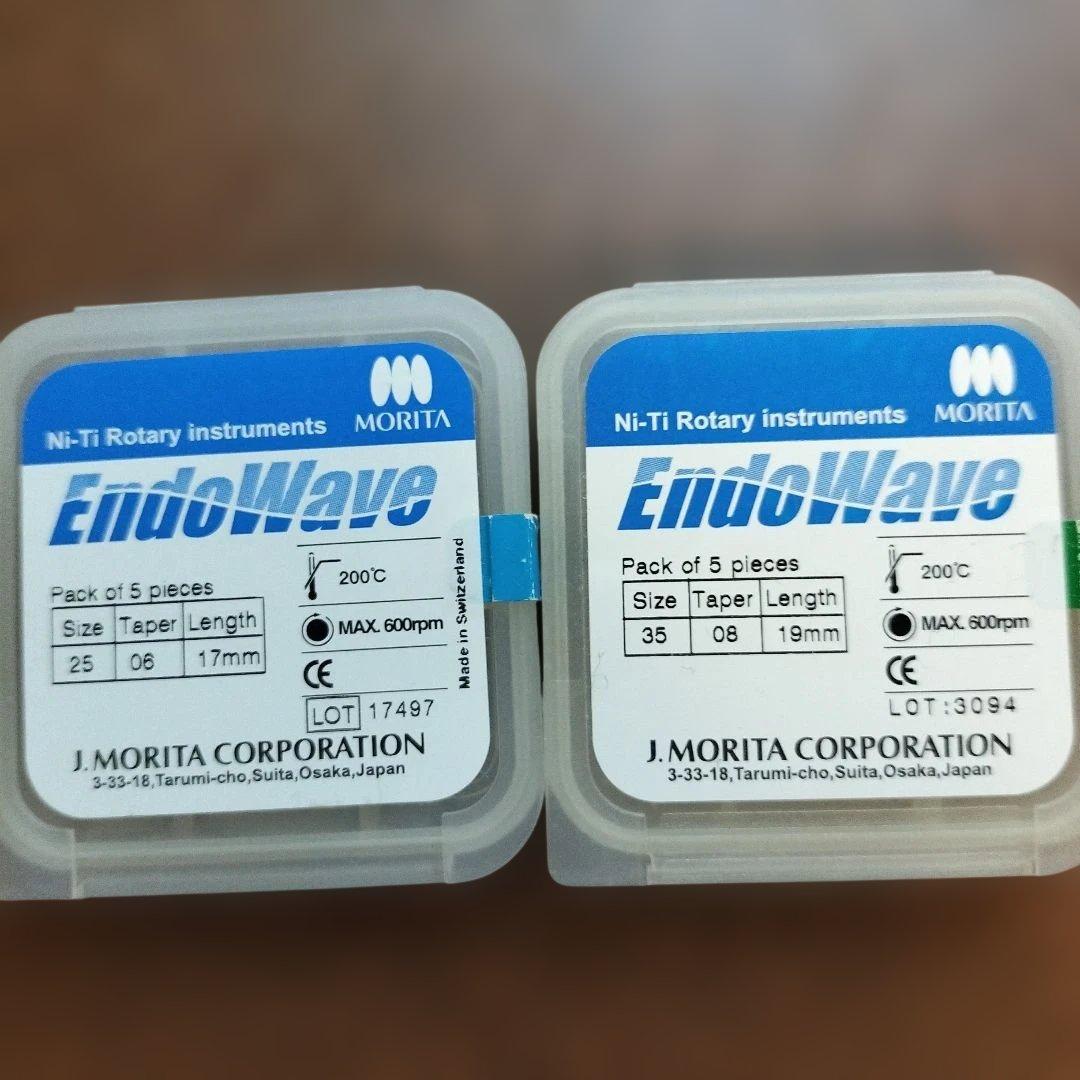 MORITA
Ni-Ti Rotary instruments
EndoWave
Pack of 5 pieces
Size Taper Length
25 06 17mm
200℃
MAX. 600rpm
CE
LOT 17497
Made in Switzerland
J. MORITA CORPORATION
3-33-18,Tarumi-cho,Suita,Osaka,Japan
MORITA
Ni-Ti Rotary instruments
EndoWave
Pack of 5 pieces
Size Taper Length
35 08 19mm
200℃
MAX. 600rpm
CE
LOT:3094
J. MORITA CORPORATION
3-33-18,Tarumi-cho,Suita,Osaka,Japan